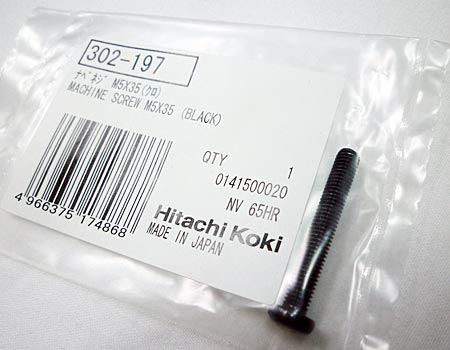 302-197
ﾅﾍﾞﾈｼﾞ M5X35(ｸﾛ)
MACHINE SCREW M5X35 (BLACK)
QTY 1
0141500020
NV 65HR
4 966375 174868
Hitachi Koki
MADE IN JAPAN